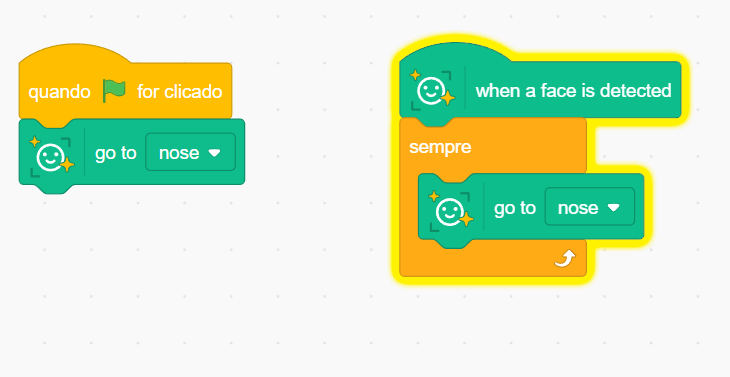 quando for clicado
go to nose
when a face is detected
sempre
go to nose